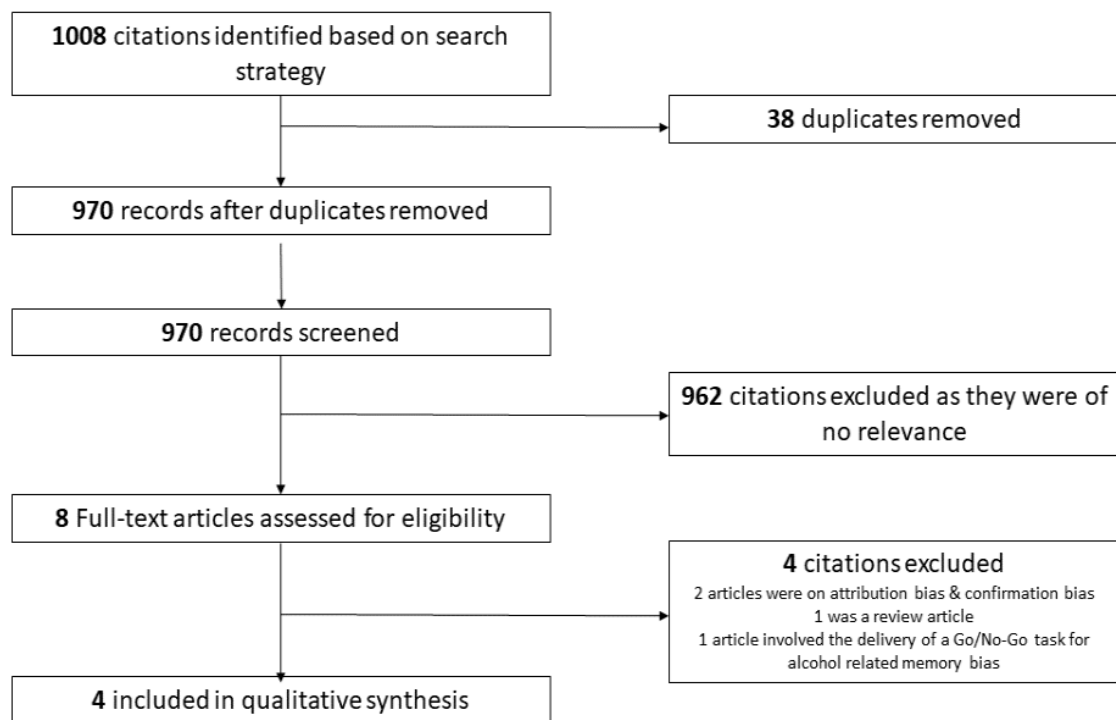 1008 citations identified based on search
strategy
38 duplicates removed
970 records after duplicates removed
970 records screened
962 citations excluded as they were of
no relevance
8 Full-text articles assessed for eligibility
4 citations excluded
2 articles were on attribution bias & confirmation bias
1 was a review article
1 article involved the delivery of a Go/No-Go task for
alcohol related memory bias
4 included in qualitative synthesis